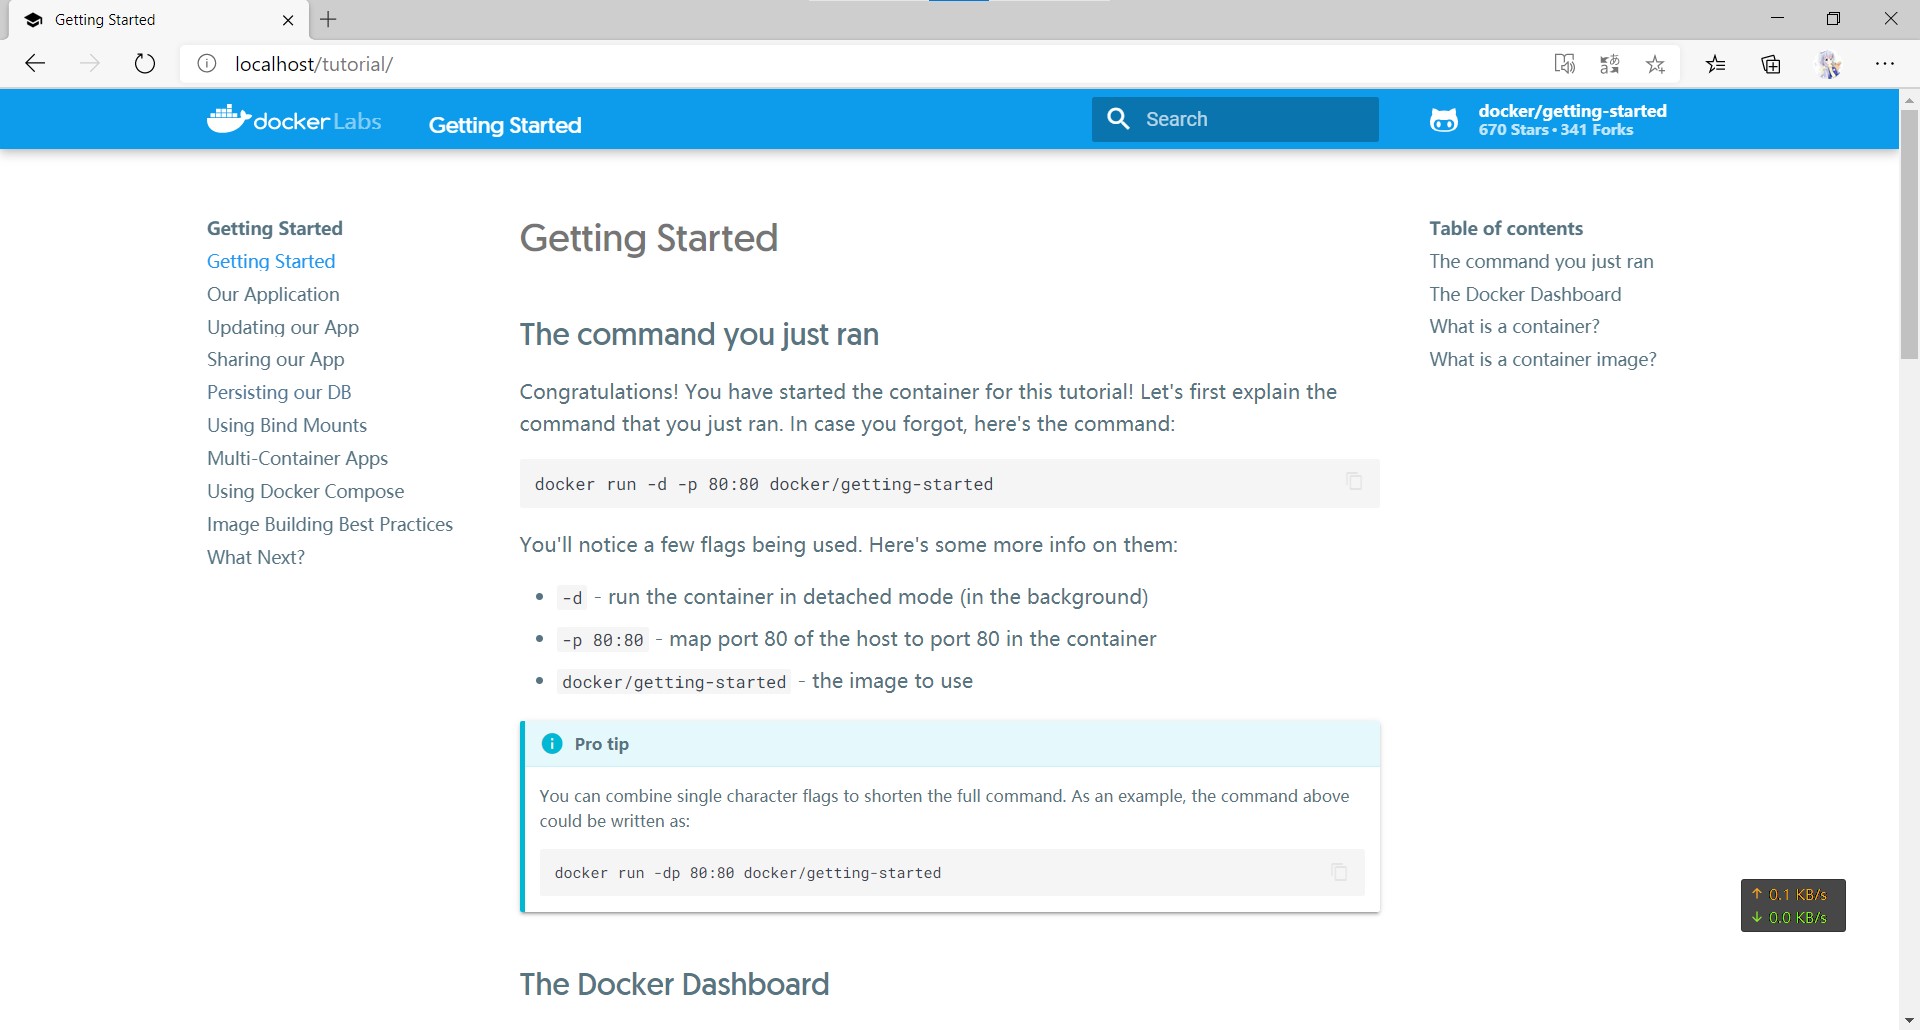 Getting Started
localhost/tutorial/
docker Labs
Getting Started
Search
docker/getting-started
670 Stars • 341 Forks
Getting Started
Getting Started
Our Application
Updating our App
Sharing our App
Persisting our DB
Using Bind Mounts
Multi-Container Apps
Using Docker Compose
Image Building Best Practices
What Next?
Getting Started
The command you just ran
Congratulations! You have started the container for this tutorial! Let's first explain the
command that you just ran. In case you forgot, here's the command:
docker run -d -p 80:80 docker/getting-started
You'll notice a few flags being used. Here's some more info on them:
• -d - run the container in detached mode (in the background)
• -p 80:80 - map port 80 of the host to port 80 in the container
• docker/getting-started - the image to use
Pro tip
You can combine single character flags to shorten the full command. As an example, the command above
could be written as:
docker run -dp 80:80 docker/getting-started
The Docker Dashboard
Table of contents
The command you just ran
The Docker Dashboard
What is a container?
What is a container image?
↑ 0.1 KB/s
↓ 0.0 KB/s